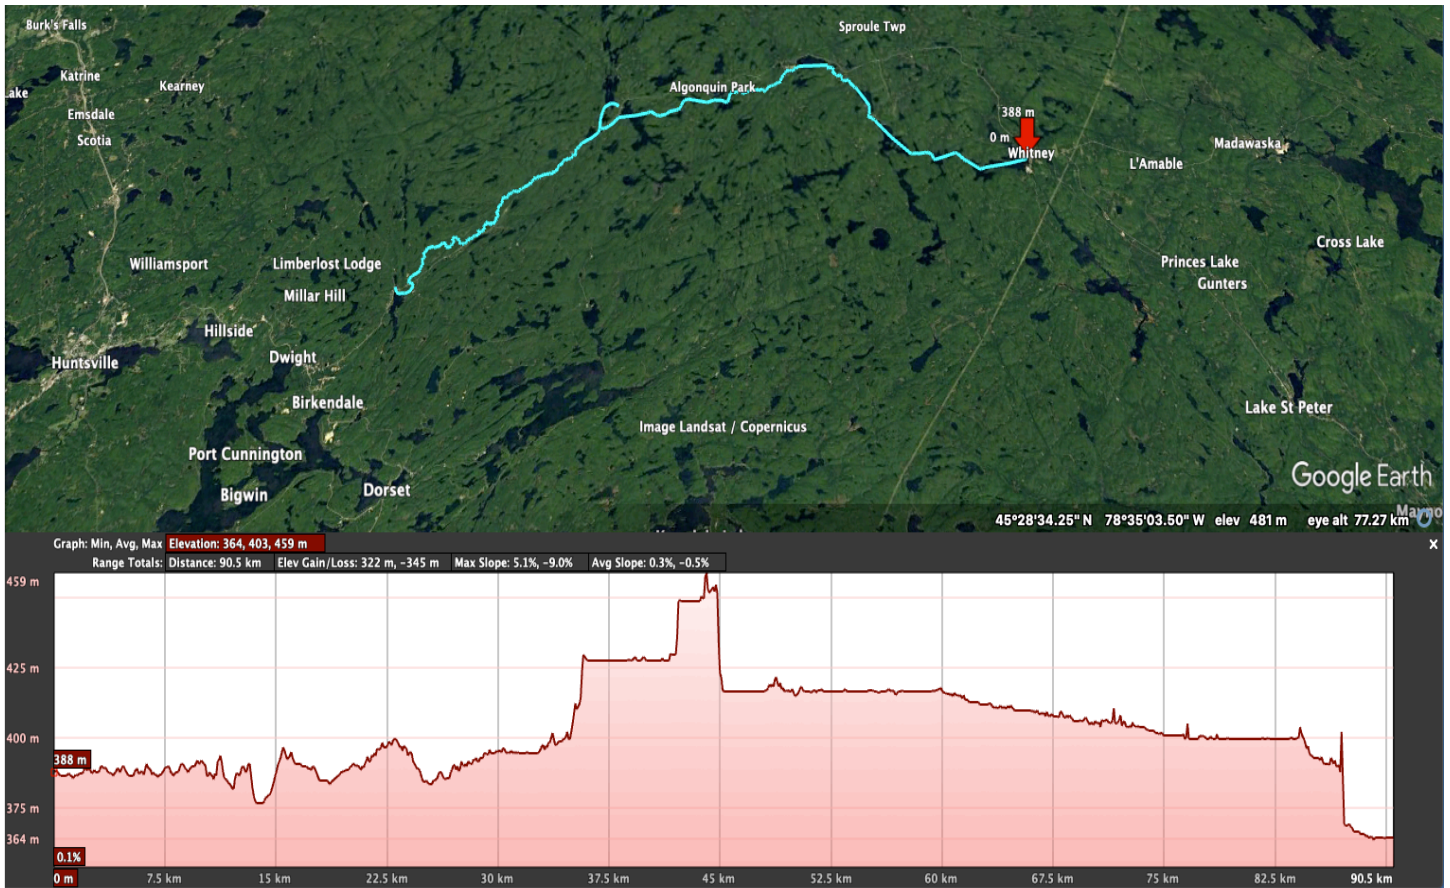 Burk's Falls
Sproule Twp
Katrine
Kearney
Algonquin Park
ake
Emsdale
388 m
Scotia
0 m
Madawaska
Whitney
L'Amable
Cross Lake
Williamsport
Limberlost Lodge
Princes Lake
Millar Hill
Gunters
Hillside
Huntsville
Dwight
Birkendale
Lake St Peter
Image Landsat / Copernicus
Port Cunnington
Google Earth
Bigwin
Dorset
45°28'34.25" N 78°35'03.50" W elev 481 m eye alt 77.27 km
Graph: Min, Avg, Max Elevation: 364, 403, 459 m
x
Range Totals: Distance: 90.5 km Elev Gain/Loss: 322 m, -345 m Max Slope: 5.1%, -9.0% Avg Slope: 0.3%, -0.5%
459 m
425 m
400 m
388 m
375 m
364 m
0.1%
0 m 7.5 km 15 km 22.5 km 30 km 37.5 km 45 km 52.5 km 60 km 67.5 km 75 km 82.5 km 90.5 km